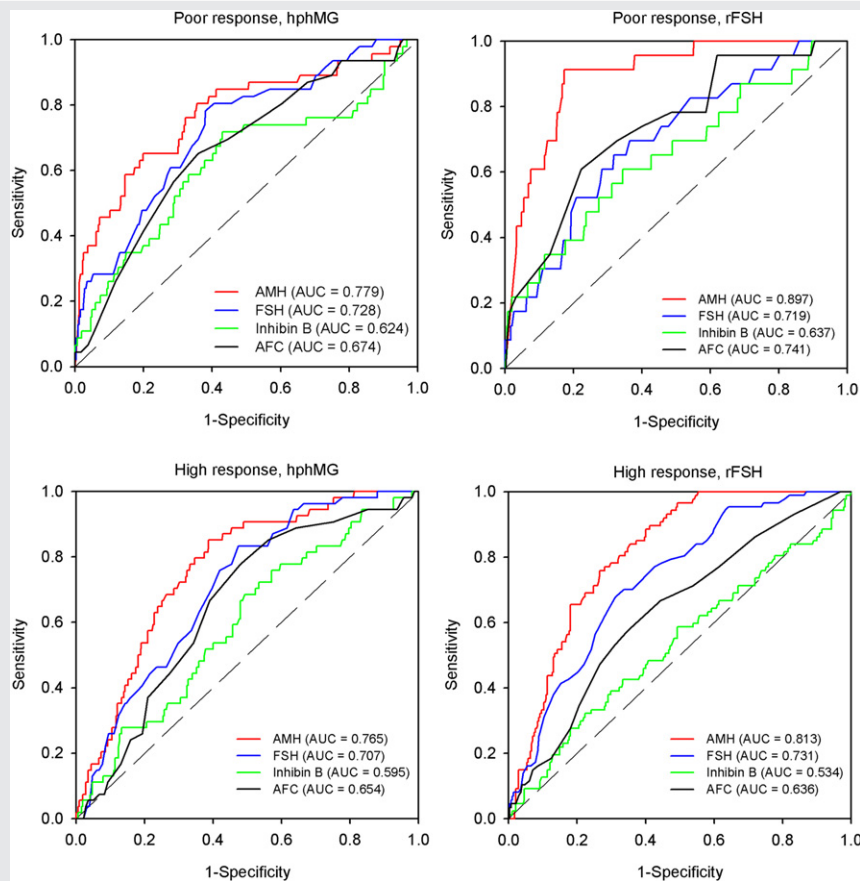 Poor response, hphMG
1.0
0.8
0.6
0.4
0.2
0.0
Sensitivity
AMH (AUC = 0.779)
FSH (AUC = 0.728)
Inhibin B (AUC = 0.624)
AFC (AUC = 0.674)
0.0 0.2 0.4 0.6 0.8 1.0
1-Specificity
Poor response, rFSH
1.0
0.8
0.6
0.4
0.2
0.0
Sensitivity
AMH (AUC = 0.897)
FSH (AUC = 0.719)
Inhibin B (AUC = 0.637)
AFC (AUC = 0.741)
0.0 0.2 0.4 0.6 0.8 1.0
1-Specificity
High response, hphMG
1.0
0.8
0.6
0.4
0.2
0.0
Sensitivity
AMH (AUC = 0.765)
FSH (AUC = 0.707)
Inhibin B (AUC = 0.595)
AFC (AUC = 0.654)
0.0 0.2 0.4 0.6 0.8 1.0
1-Specificity
High response, rFSH
1.0
0.8
0.6
0.4
0.2
0.0
Sensitivity
AMH (AUC = 0.813)
FSH (AUC = 0.731)
Inhibin B (AUC = 0.534)
AFC (AUC = 0.636)
0.0 0.2 0.4 0.6 0.8 1.0
1-Specificity